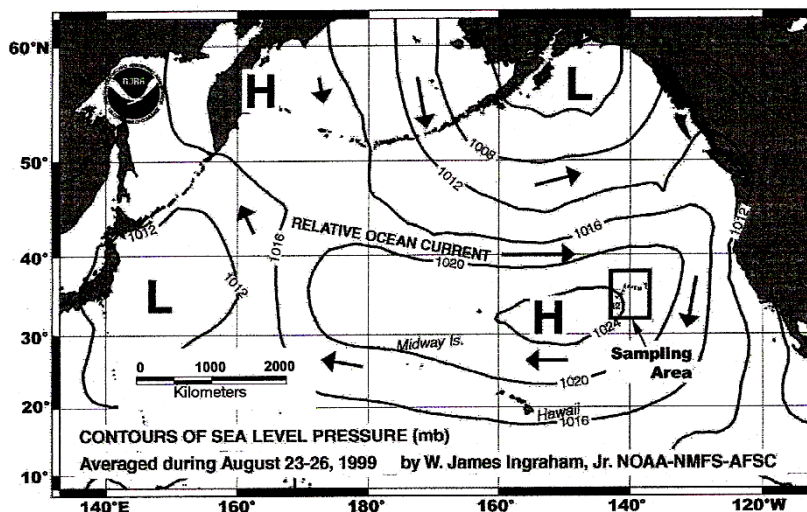 60°N
H
L
50°
1008
1012
1012
1016
RELATIVE OCEAN CURRENT
1016
1012
40°
1020
1012
L
H
1024
30°
Midway Is.
Sampling
Area
0 1000 2000
Kilometers
1020
20°
Hawaii
1016
CONTOURS OF SEA LEVEL PRESSURE (mb)
Averaged during August 23-26, 1999 by W. James Ingraham, Jr. NOAA-NMFS-AFSC
10°
140°E 160° 180° 160° 140° 120°W